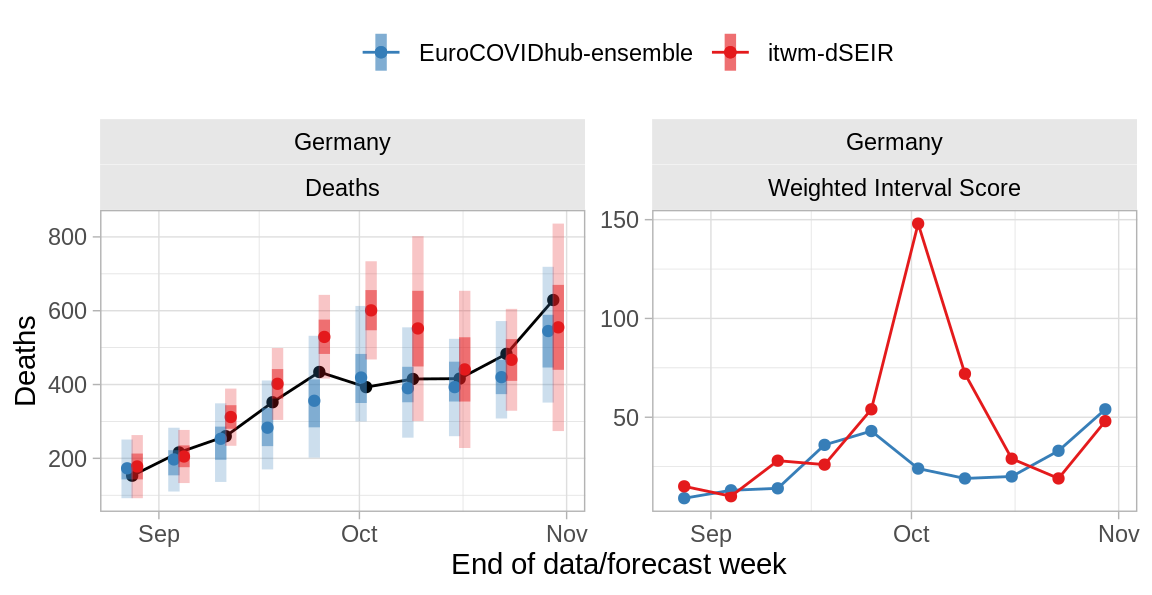 EuroCOVIDhub-ensemble itwm-dSEIR
Germany
Deaths
800
600
400
200
Deaths
Sep Oct Nov
Germany
Weighted Interval Score
150
100
50
Sep Oct Nov
End of data/forecast week